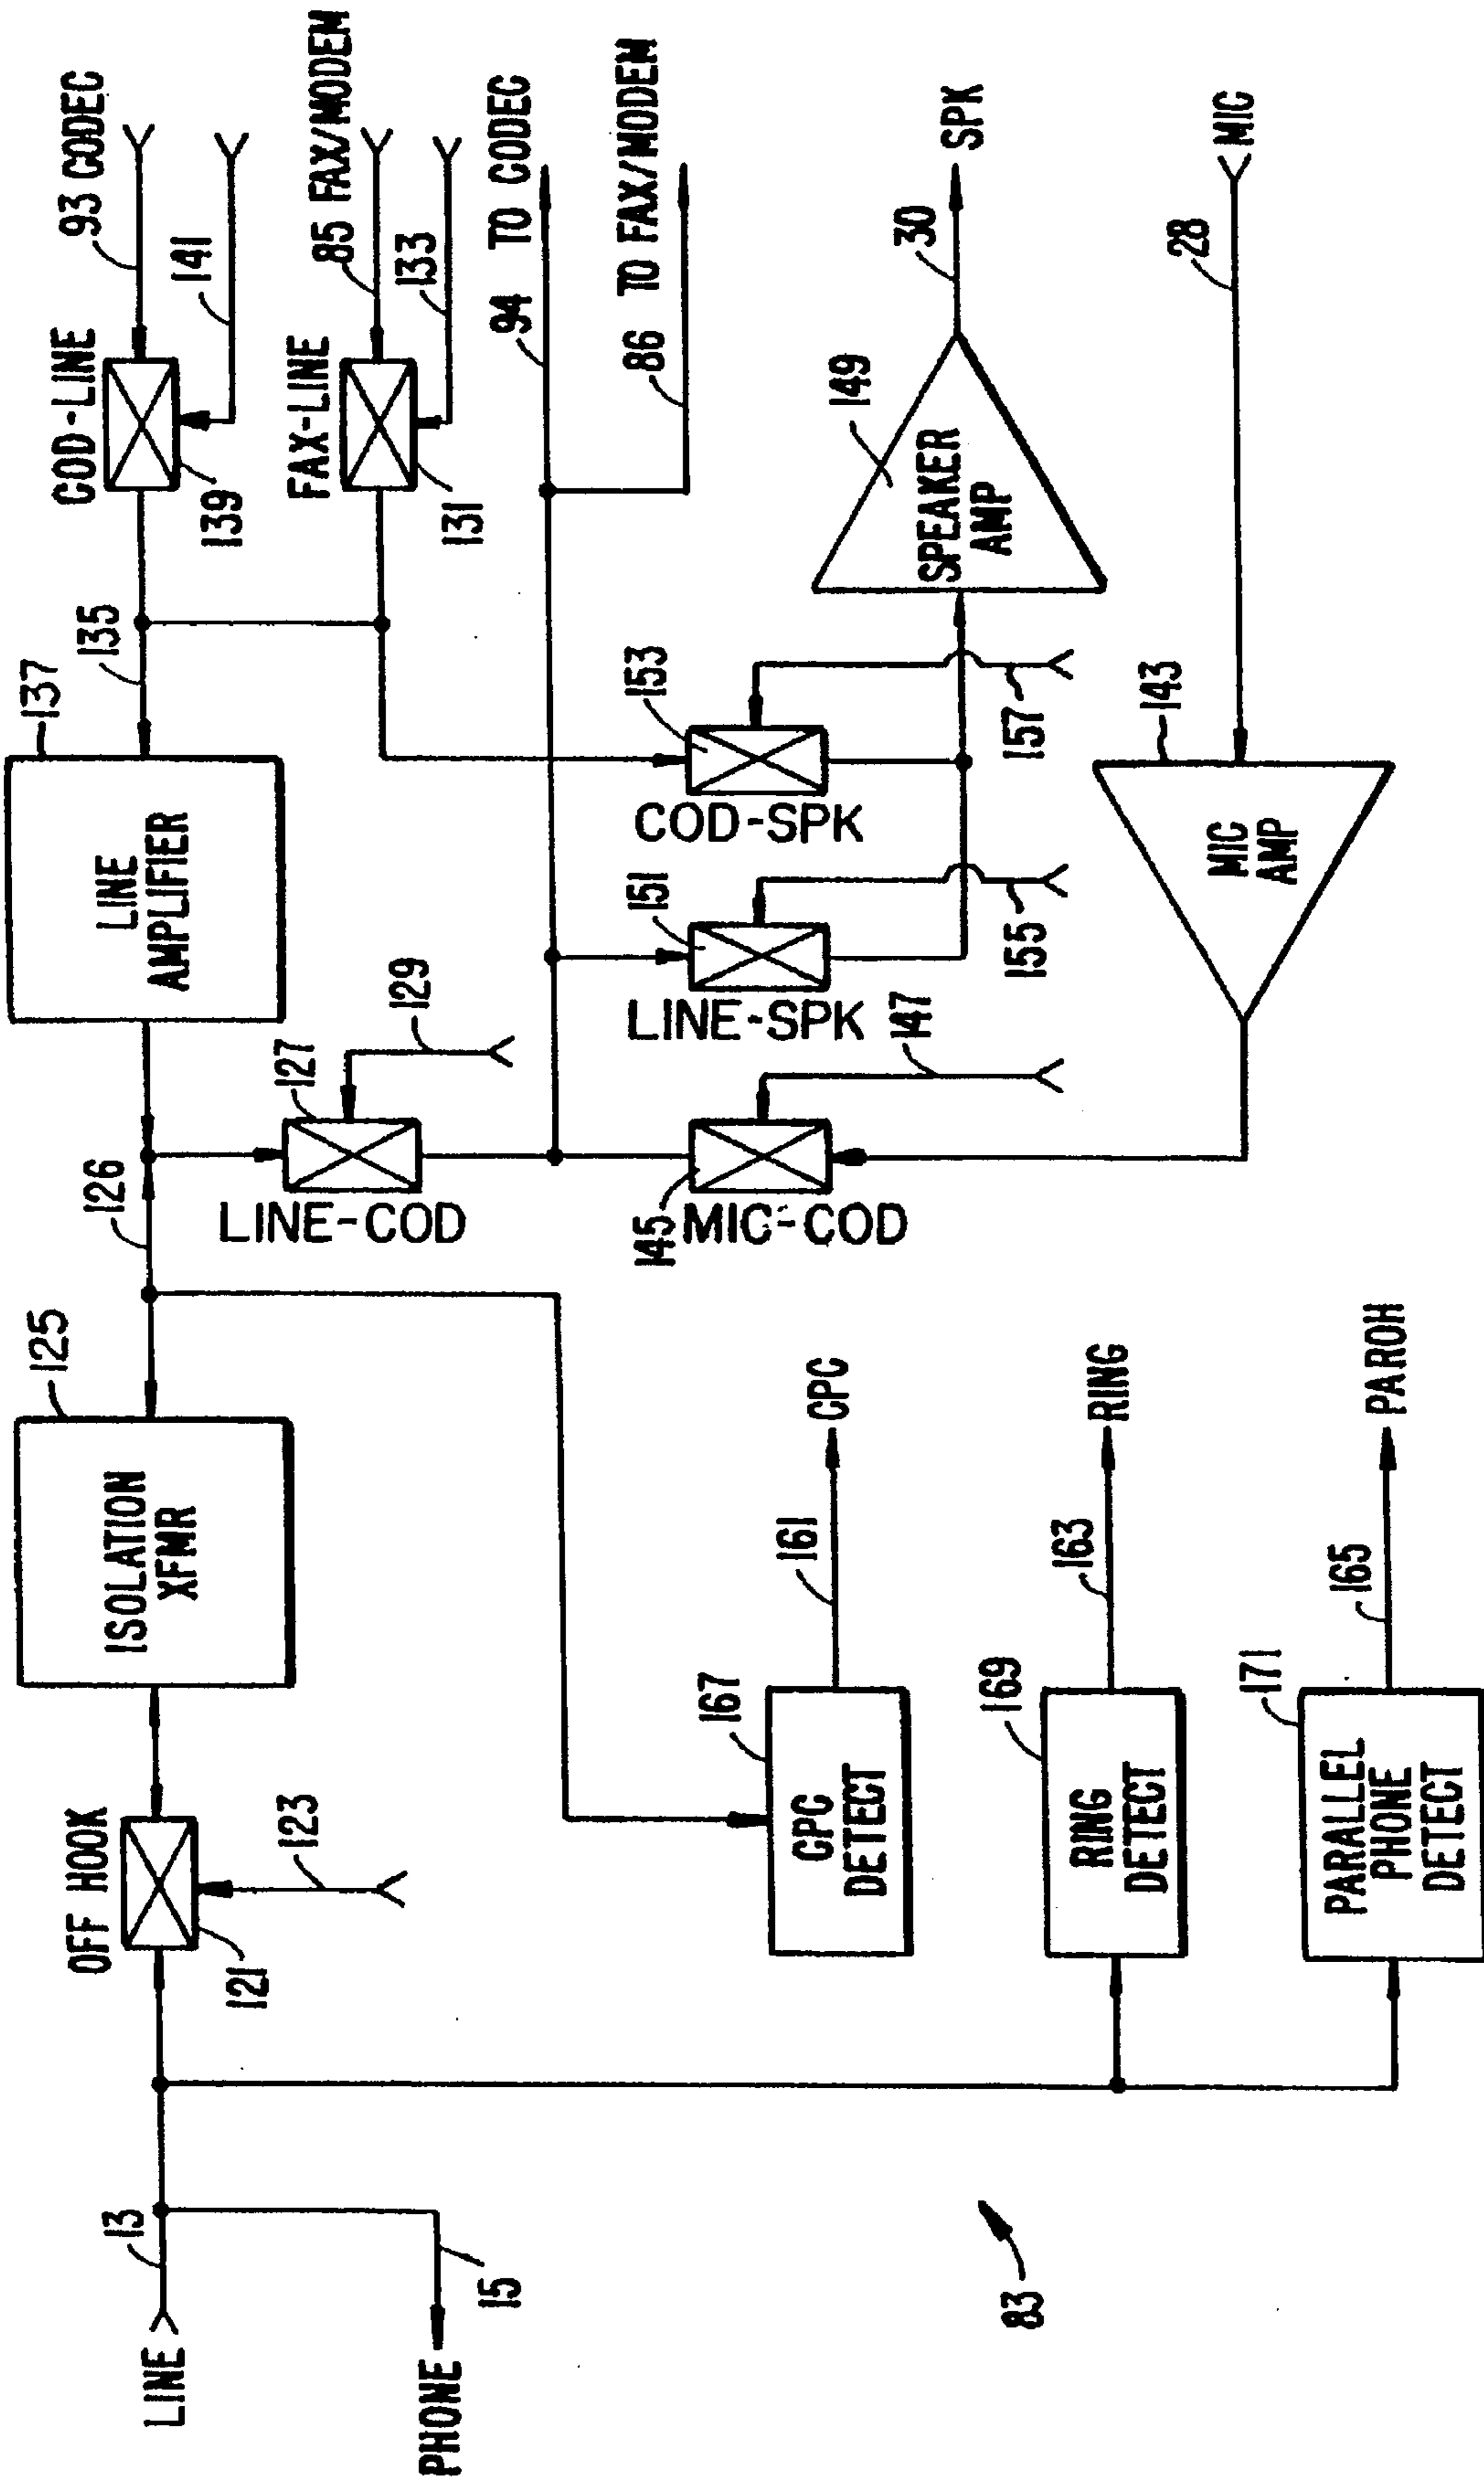 LINE
13
PHONE
15
OFF HOOK
121
123
ISOLATION
XFMR
125
126
LINE
AMPLIFIER
137
135
COD-LINE
139
93 CODEC
141
FAX-LINE
131
85 FAX/MODEM
133
94 TO CODEC
86 TO FAX/MODEM
127
LINE-COD
129
145
MIC-COD
147
151
LINE-SPK
155
153
COD-SPK
157
SPEAKER
AMP
149
30
SPK
MIC
AMP
143
28
MIC
CPC
DETECT
167
161
CPC
RING
DETECT
169
163
RING
PARALLEL
PHONE
DETECT
171
165
PAROH
83